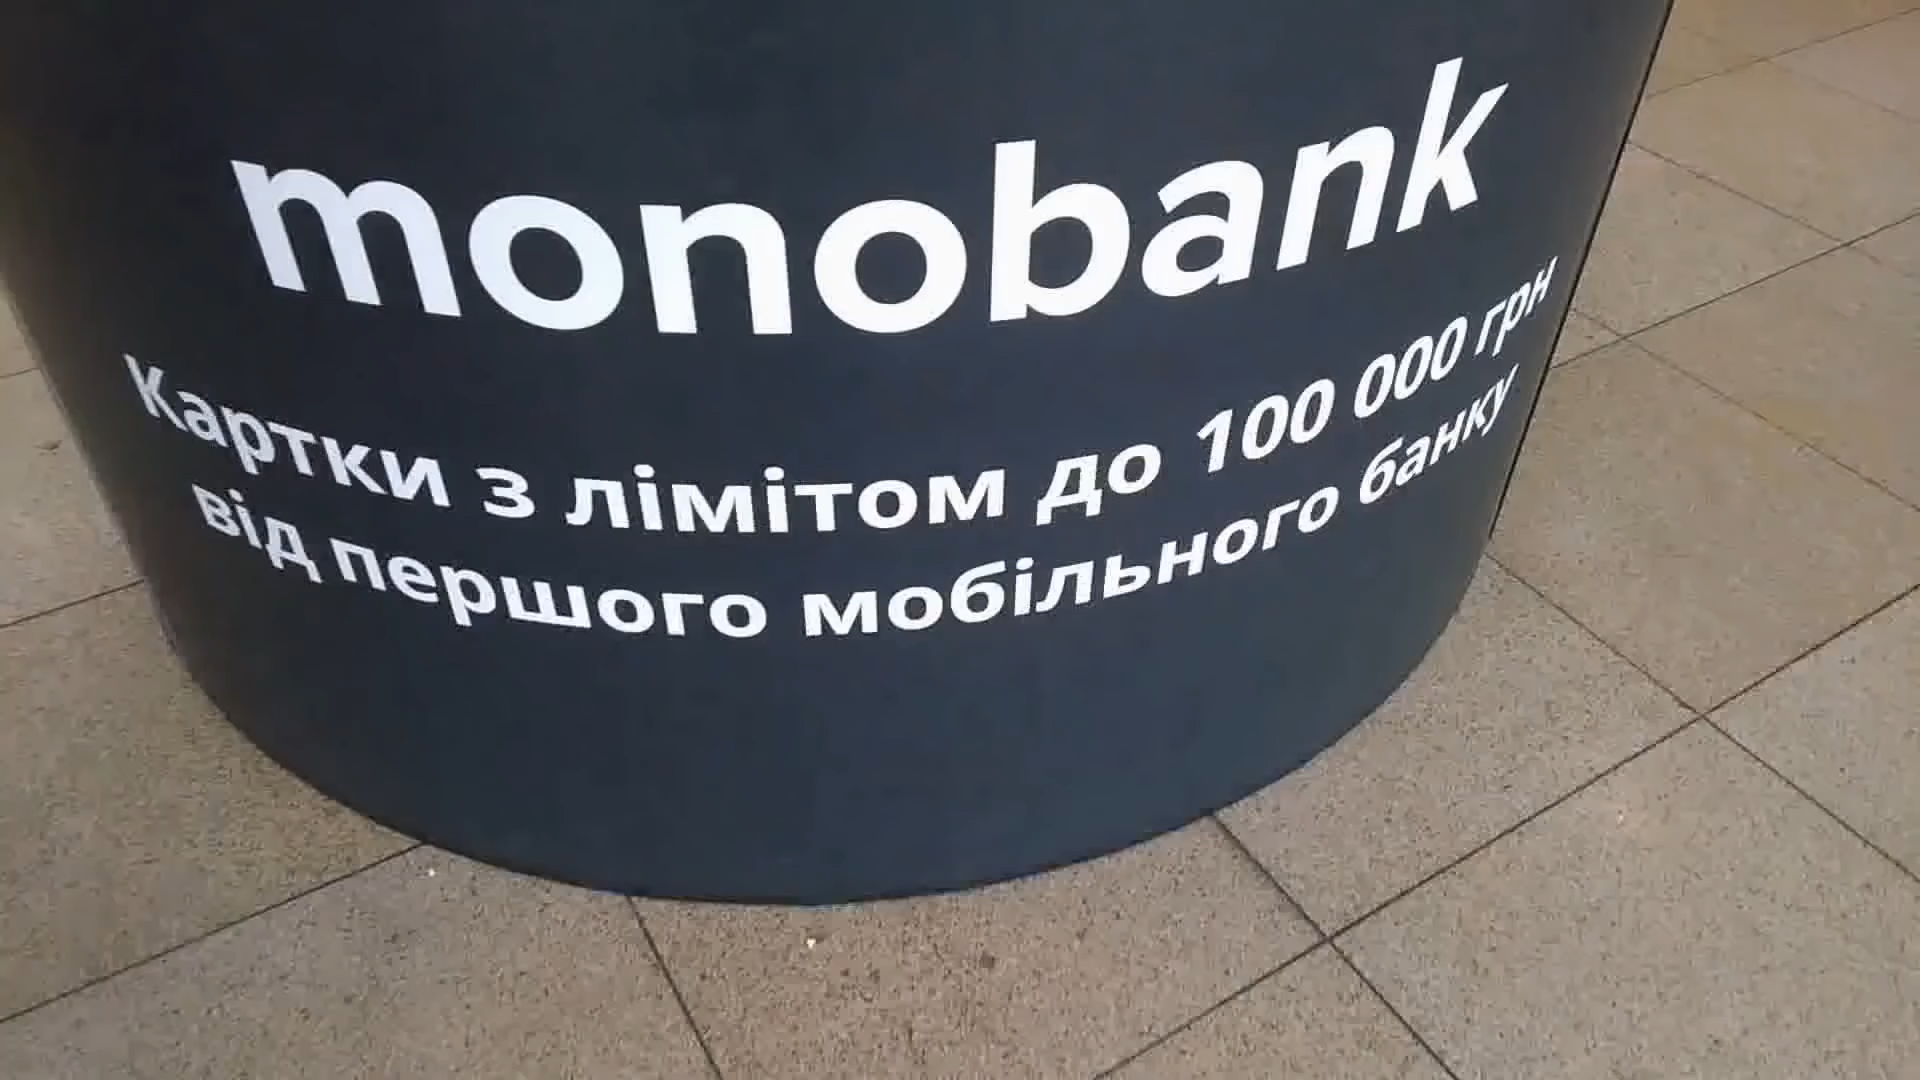 monobank
Картки з лімітом до 100 000 грн
від першого мобільного банку